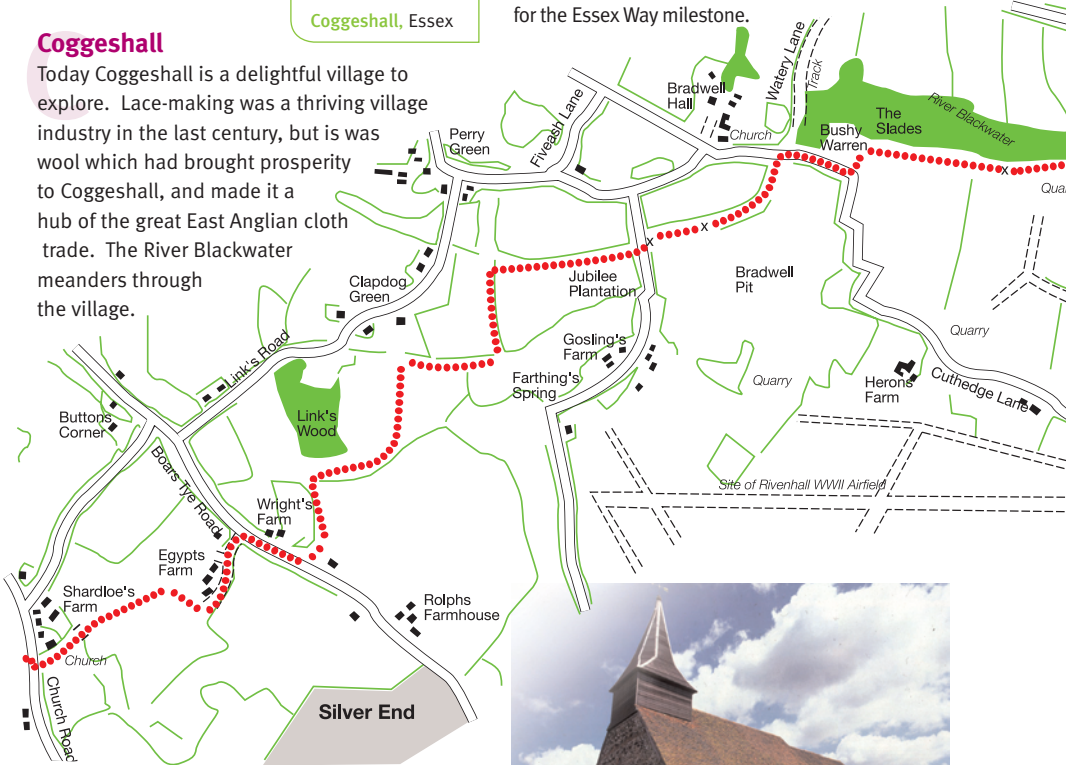 Coggeshall, Essex
for the Essex Way milestone.
C
Coggeshall
Today Coggeshall is a delightful village to
explore. Lace-making was a thriving village
industry in the last century, but is was
wool which had brought prosperity
to Coggeshall, and made it a
hub of the great East Anglian cloth
trade. The River Blackwater
meanders through
the village.
Perry
Green
Fiveash Lane
Bradwell
Hall
Church
Watery Lane
Track
Bushy
Warren
The
Slades
River Blackwater
x
Qua
Clapdog
Green
Jubilee
Plantation
x
x
Bradwell
Pit
Link's Road
Gosling's
Farm
Farthing's
Spring
Quarry
Quarry
Herons
Farm
Cuthedge Lane
Buttons
Corner
Link's
Wood
Boars Tye Road
Wright's
Farm
Site of Rivenhall WWII Airfield
Egypts
Farm
Shardloe's
Farm
Rolphs
Farmhouse
Church
Church Road
Silver End